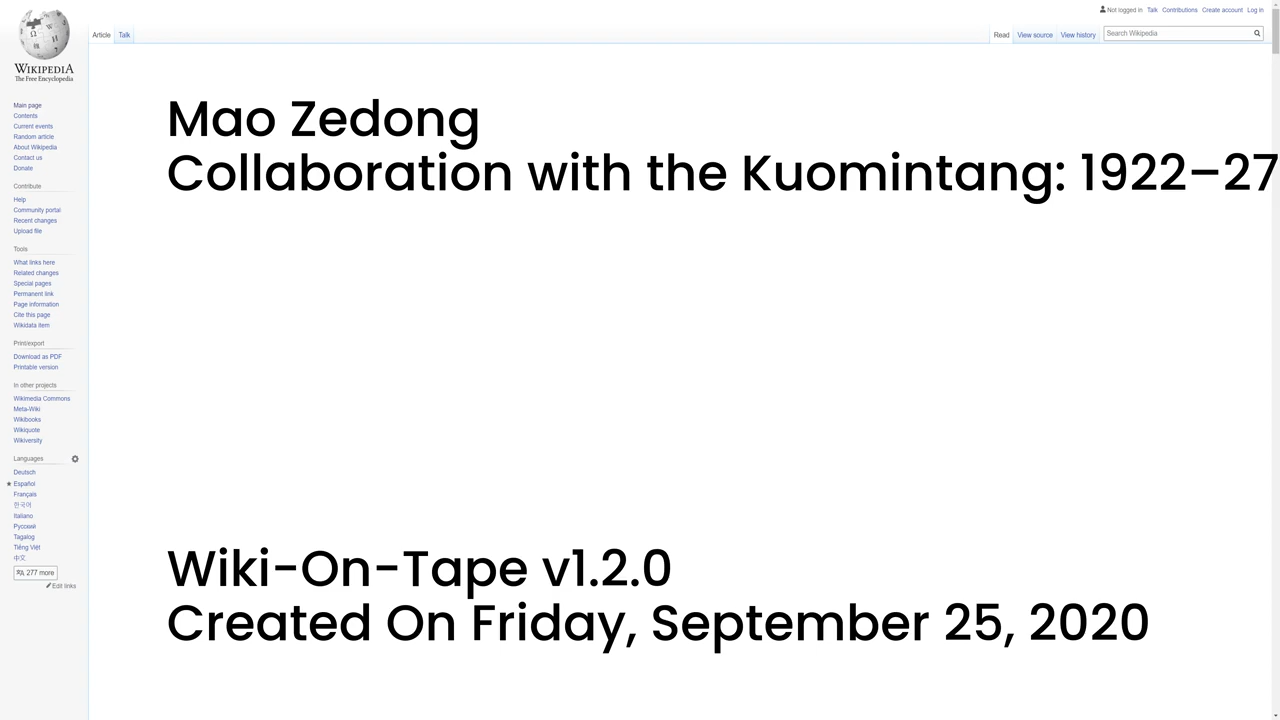 Not logged in Talk Contributions Create account Log in
Article Talk Read View source View history Search Wikipedia
WIKIPEDIA
The Free Encyclopedia
Main page
Contents
Current events
Random article
About Wikipedia
Contact us
Donate
Contribute
Help
Community portal
Recent changes
Upload file
Tools
What links here
Related changes
Special pages
Permanent link
Page information
Cite this page
Wikidata item
Print/export
Download as PDF
Printable version
In other projects
Wikimedia Commons
Meta-Wiki
Wikibooks
Wikiquote
Wikiversity
Languages
Deutsch
Español
Français
한국어
Italiano
Русский
Tagalog
Tiếng Việt
中文
277 more
Edit links
Mao Zedong
Collaboration with the Kuomintang: 1922–27
Wiki-On-Tape v1.2.0
Created On Friday, September 25, 2020